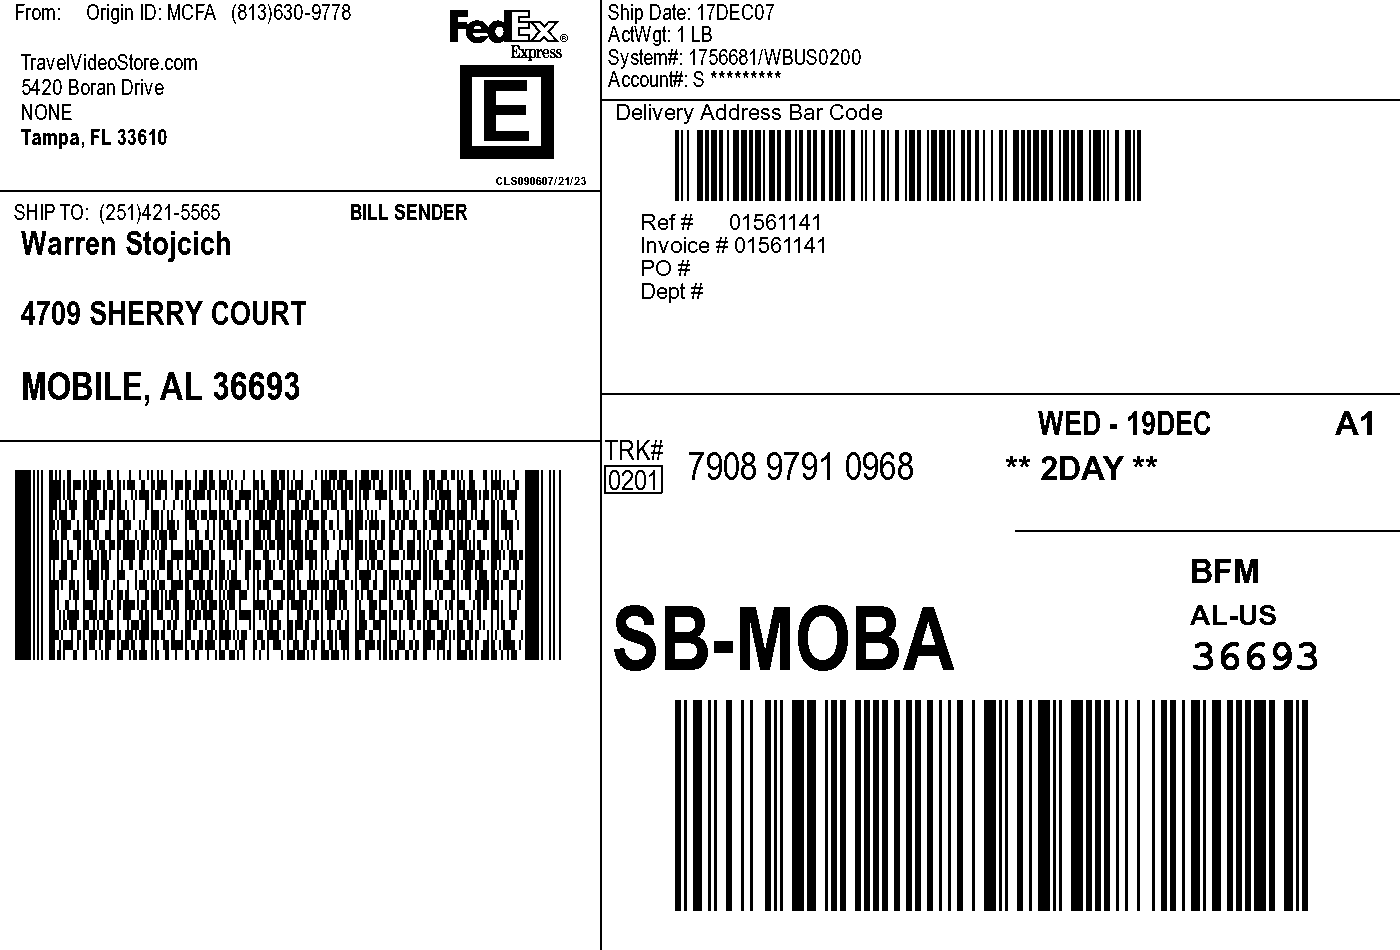 From: Origin ID: MCFA (813)630-9778
TravelVideoStore.com
5420 Boran Drive
NONE
Tampa, FL 33610
FedEx®
Express
E
CLS090607/21/23
Ship Date: 17DEC07
ActWgt: 1 LB
System#: 1756681/WBUS0200
Account#: S *********
Delivery Address Bar Code
Ref # 01561141
Invoice # 01561141
PO #
Dept #
SHIP TO: (251)421-5565 BILL SENDER
Warren Stojcich
4709 SHERRY COURT
MOBILE, AL 36693
WED - 19DEC A1
TRK# 7908 9791 0968 ** 2DAY **
0201
BFM
SB-MOBA AL-US
36693